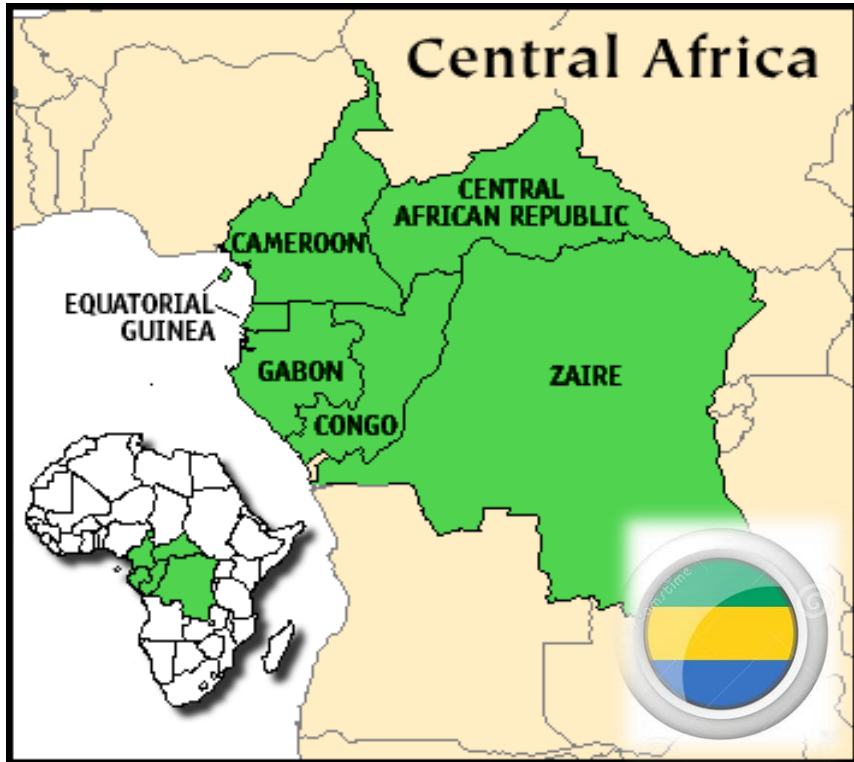 Central Africa
CENTRAL
AFRICAN REPUBLIC
CAMEROON
EQUATORIAL
GUINEA
GABON
ZAIRE
CONGO